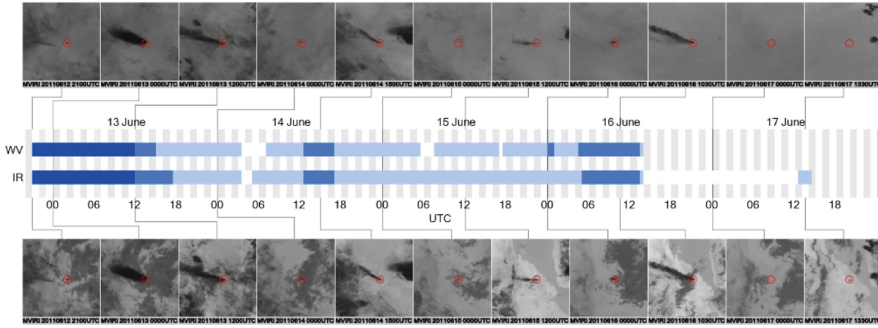 MVIRI 20110612 2100UTC MVIRI 20110613 0000UTC MVIRI 20110613 1200UTC MVIRI 20110614 0000UTC MVIRI 20110614 1500UTC MVIRI 20110615 0000UTC MVIRI 20110615 1200UTC MVIRI 20110616 0000UTC MVIRI 20110616 1030UTC MVIRI 20110617 0000UTC MVIRI 20110617 1330UTC
13 June 14 June 15 June 16 June 17 June
WV
IR
00 06 12 18 00 06 12 18 00 06 12 18 00 06 12 18 00 06 12 18
UTC
MVIRI 20110612 2100UTC MVIRI 20110613 0000UTC MVIRI 20110613 1200UTC MVIRI 20110614 0000UTC MVIRI 20110614 1500UTC MVIRI 20110615 0000UTC MVIRI 20110615 1200UTC MVIRI 20110616 0000UTC MVIRI 20110616 1030UTC MVIRI 20110617 0000UTC MVIRI 20110617 1330UTC